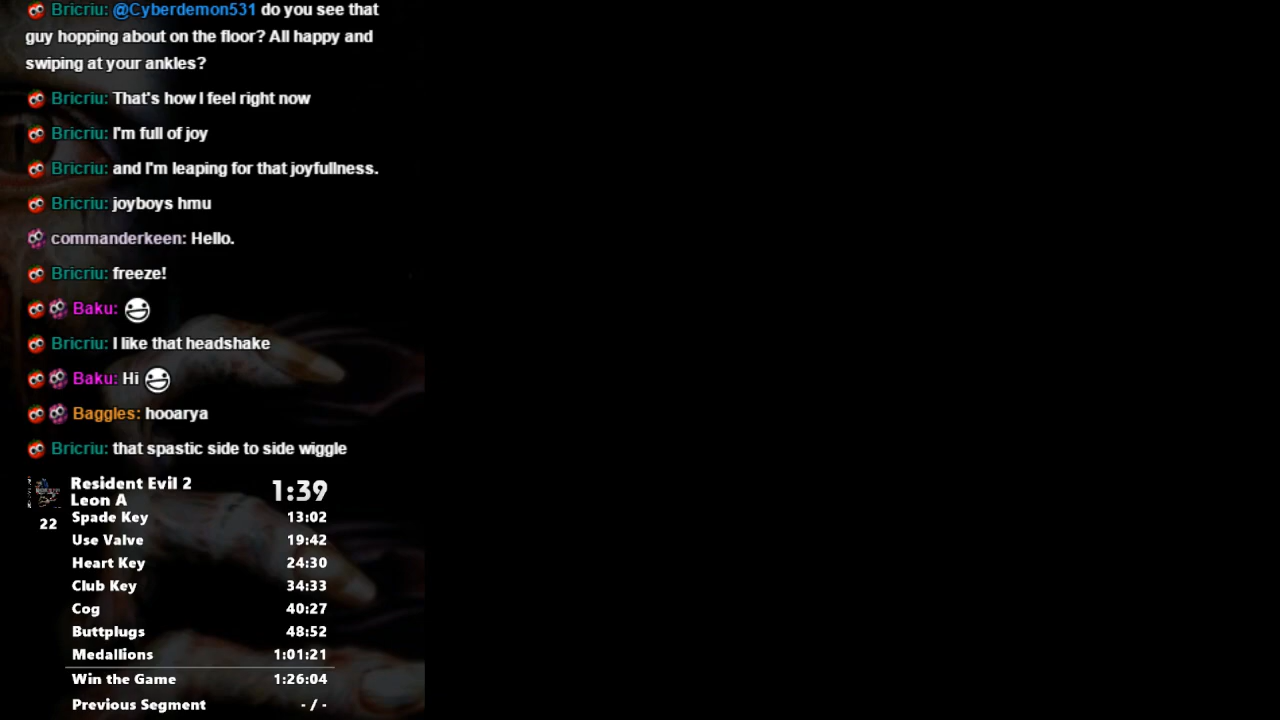 Bricriu: @Cyberdemon531 do you see that
guy hopping about on the floor? All happy and
swiping at your ankles?
Bricriu: That's how I feel right now
Bricriu: I'm full of joy
Bricriu: and I'm leaping for that joyfullness.
Bricriu: joyboys hmu
commanderkeen: Hello.
Bricriu: freeze!
Baku:
Bricriu: I like that headshake
Baku: Hi
Baggles: hooarya
Bricriu: that spastic side to side wiggle
Resident Evil 2
Leon A
1:39
22
Spade Key 13:02
Use Valve 19:42
Heart Key 24:30
Club Key 34:33
Cog 40:27
Buttplugs 48:52
Medallions 1:01:21
Win the Game 1:26:04
Previous Segment - / -